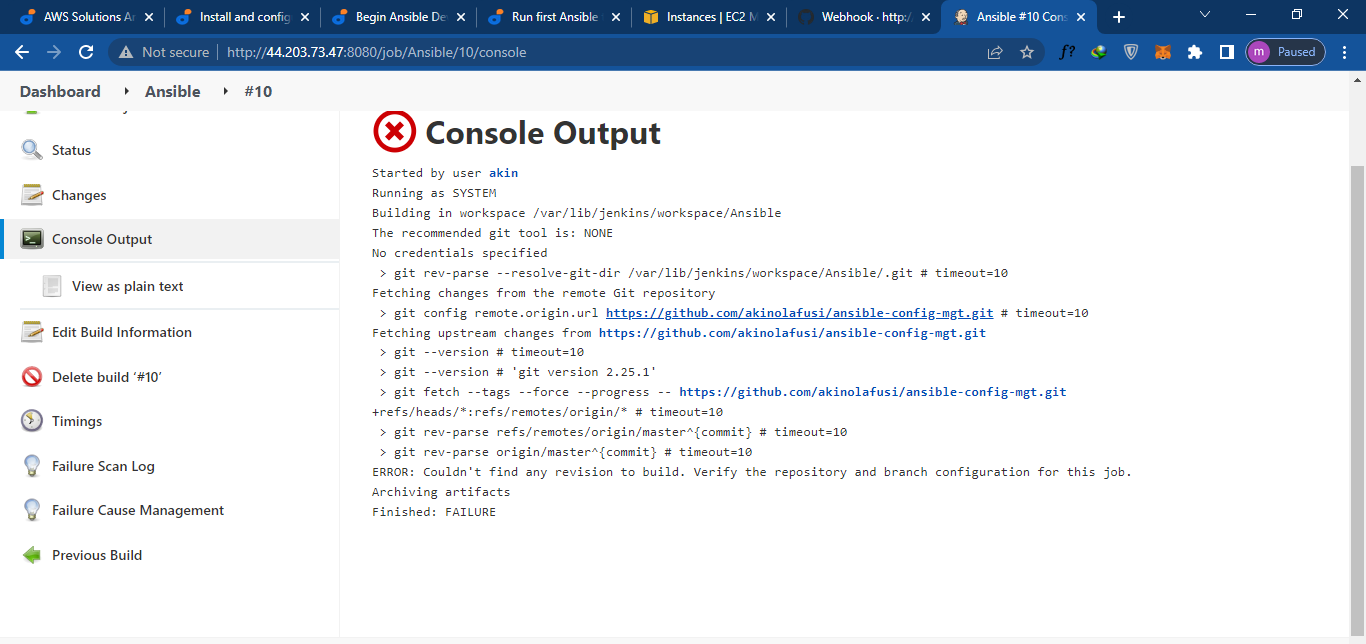 AWS Solutions Ar
Install and config
Begin Ansible De
Run first Ansible
Instances | EC2 M
Webhook · http:/
Ansible #10 Cons
Not secure
http://44.203.73.47:8080/job/Ansible/10/console
f?
m
Paused
Dashboard
Ansible
#10
Status
Changes
Console Output
View as plain text
Edit Build Information
Delete build ‘#10’
Timings
Failure Scan Log
Failure Cause Management
Previous Build
Console Output
Started by user akin
Running as SYSTEM
Building in workspace /var/lib/jenkins/workspace/Ansible
The recommended git tool is: NONE
No credentials specified
> git rev-parse --resolve-git-dir /var/lib/jenkins/workspace/Ansible/.git # timeout=10
Fetching changes from the remote Git repository
> git config remote.origin.url https://github.com/akinolafusi/ansible-config-mgt.git # timeout=10
Fetching upstream changes from https://github.com/akinolafusi/ansible-config-mgt.git
> git --version # timeout=10
> git --version # 'git version 2.25.1'
> git fetch --tags --force --progress -- https://github.com/akinolafusi/ansible-config-mgt.git
+refs/heads/*:refs/remotes/origin/* # timeout=10
> git rev-parse refs/remotes/origin/master^{commit} # timeout=10
> git rev-parse origin/master^{commit} # timeout=10
ERROR: Couldn't find any revision to build. Verify the repository and branch configuration for this job.
Archiving artifacts
Finished: FAILURE